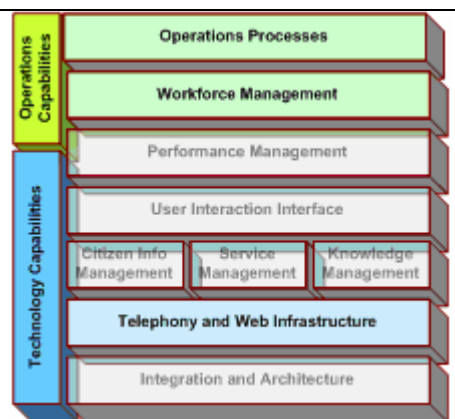 Operations
Capabilities
Operations Processes
Workforce Management
Performance Management
Technology Capabilities
User Interaction Interface
Citizen Info
Management
Service
Management
Knowledge
Management
Telephony and Web Infrastructure
Integration and Architecture